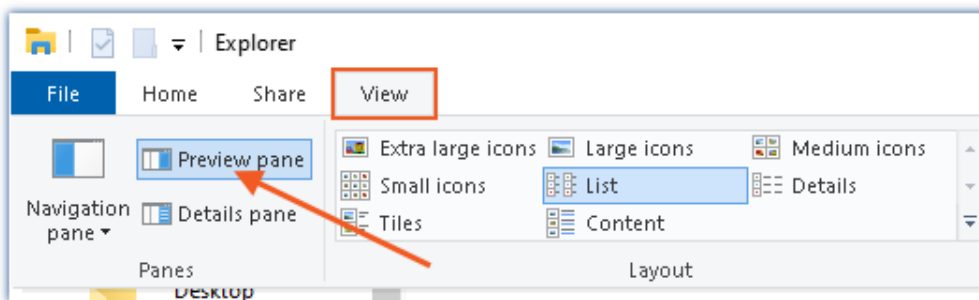 Explorer
File Home Share View
Preview pane
Details pane
Navigation
pane
Panes
Extra large icons Large icons Medium icons
Small icons List Details
Tiles Content
Layout
Desktop